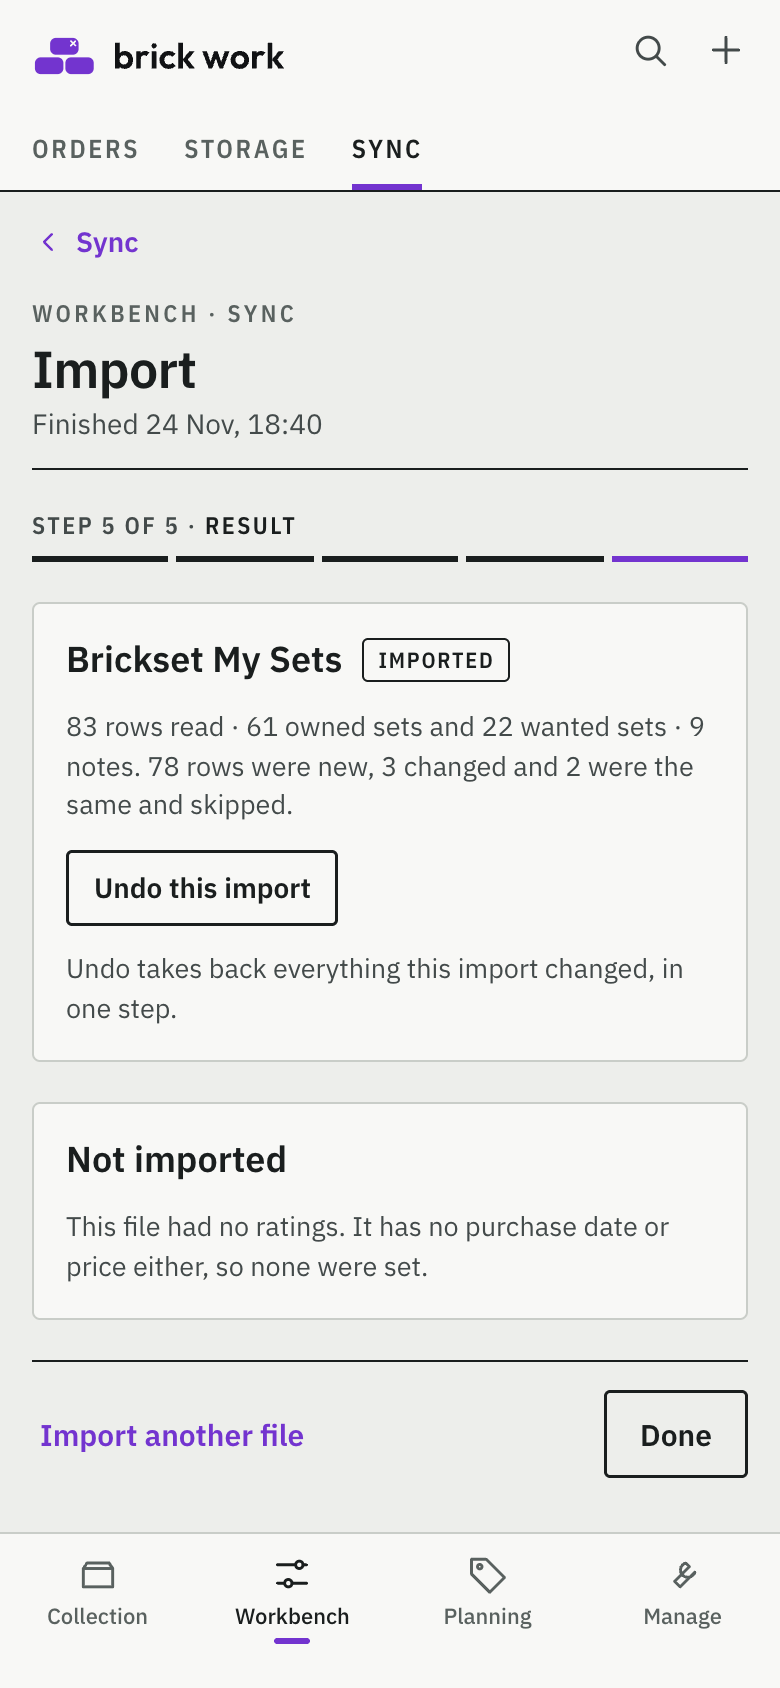 brick work
ORDERS STORAGE SYNC
Sync
WORKBENCH · SYNC
Import
Finished 24 Nov, 18:40
STEP 5 OF 5 · RESULT
Brickset My Sets IMPORTED
83 rows read · 61 owned sets and 22 wanted sets · 9
notes. 78 rows were new, 3 changed and 2 were the
same and skipped.
Undo this import
Undo takes back everything this import changed, in
one step.
Not imported
This file had no ratings. It has no purchase date or
price either, so none were set.
Import another file Done
Collection Workbench Planning Manage